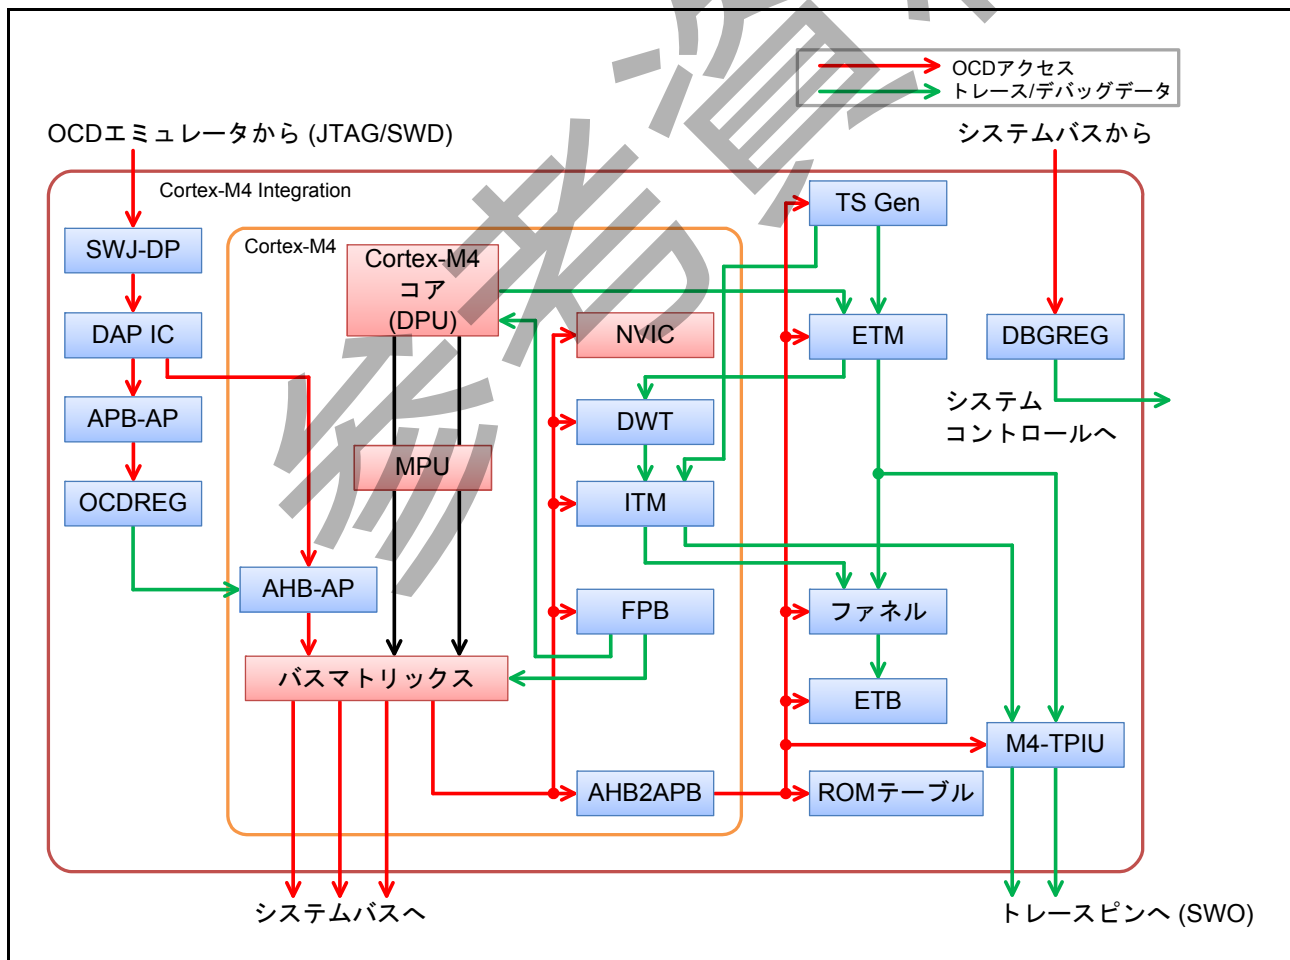 OCDアクセス
トレース/デバッグデータ
OCDエミュレータから (JTAG/SWD)
システムバスから
Cortex-M4 Integration
TS Gen
SWJ-DP
Cortex-M4
Cortex-M4
コア
(DPU)
DAP IC
NVIC
ETM
DBGREG
APB-AP
DWT
システム
コントロールへ
MPU
OCDREG
ITM
AHB-AP
FPB
ファネル
バスマトリックス
ETB
M4-TPIU
AHB2APB
ROMテーブル
システムバスへ
トレースピンへ (SWO)
参考資料